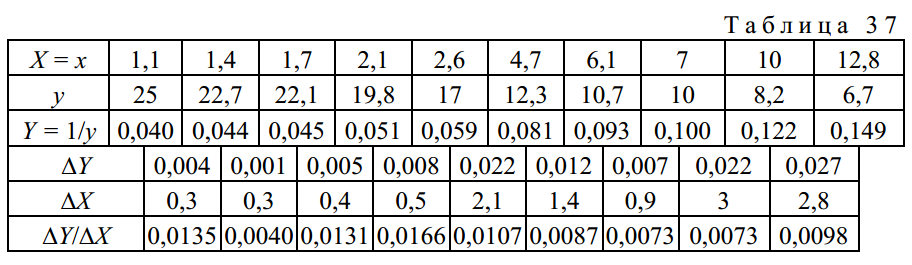 Таблица 37
X = x 1,1 1,4 1,7 2,1 2,6 4,7 6,1 7 10 12,8
y 25 22,7 22,1 19,8 17 12,3 10,7 10 8,2 6,7
Y = 1/y 0,040 0,044 0,045 0,051 0,059 0,081 0,093 0,100 0,122 0,149
ΔY 0,004 0,001 0,005 0,008 0,022 0,012 0,007 0,022 0,027
ΔX 0,3 0,3 0,4 0,5 2,1 1,4 0,9 3 2,8
ΔY/ΔX 0,0135 0,0040 0,0131 0,0166 0,0107 0,0087 0,0073 0,0073 0,0098